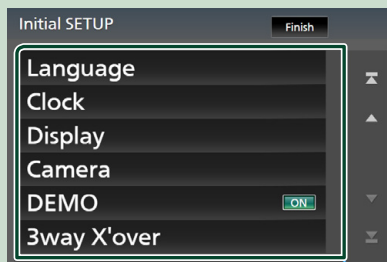 Initial SETUP
Finish
Language
Clock
Display
Camera
DEMO
ON
3way X'over